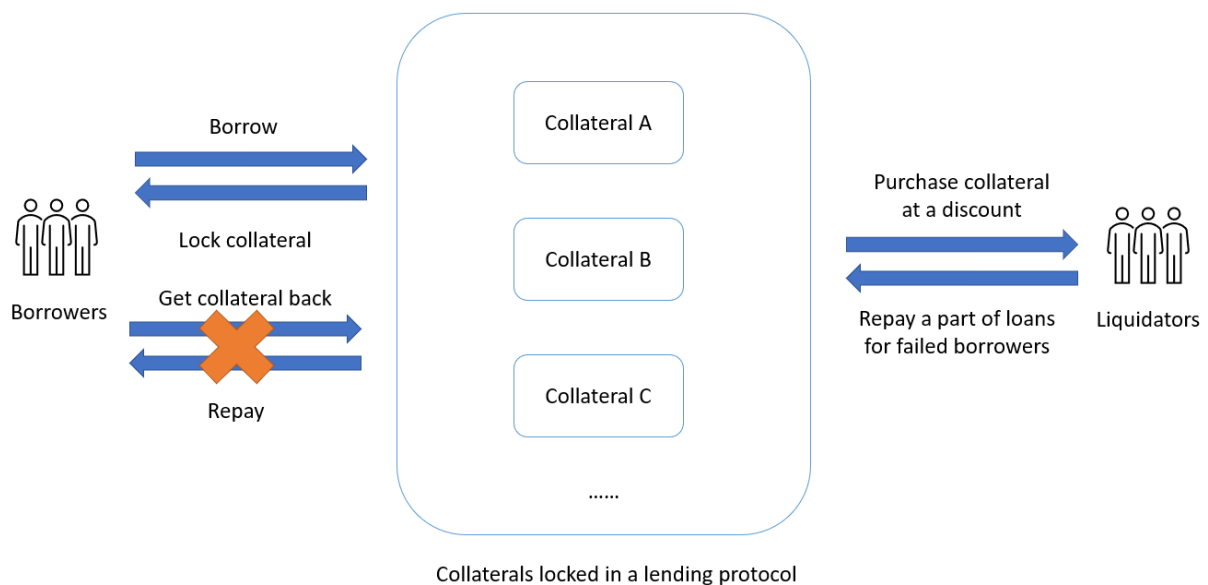 Borrow
Lock collateral
Borrowers
Get collateral back
Repay
Collateral A
Collateral B
Collateral C
......
Collaterals locked in a lending protocol
Purchase collateral
at a discount
Repay a part of loans
for failed borrowers
Liquidators